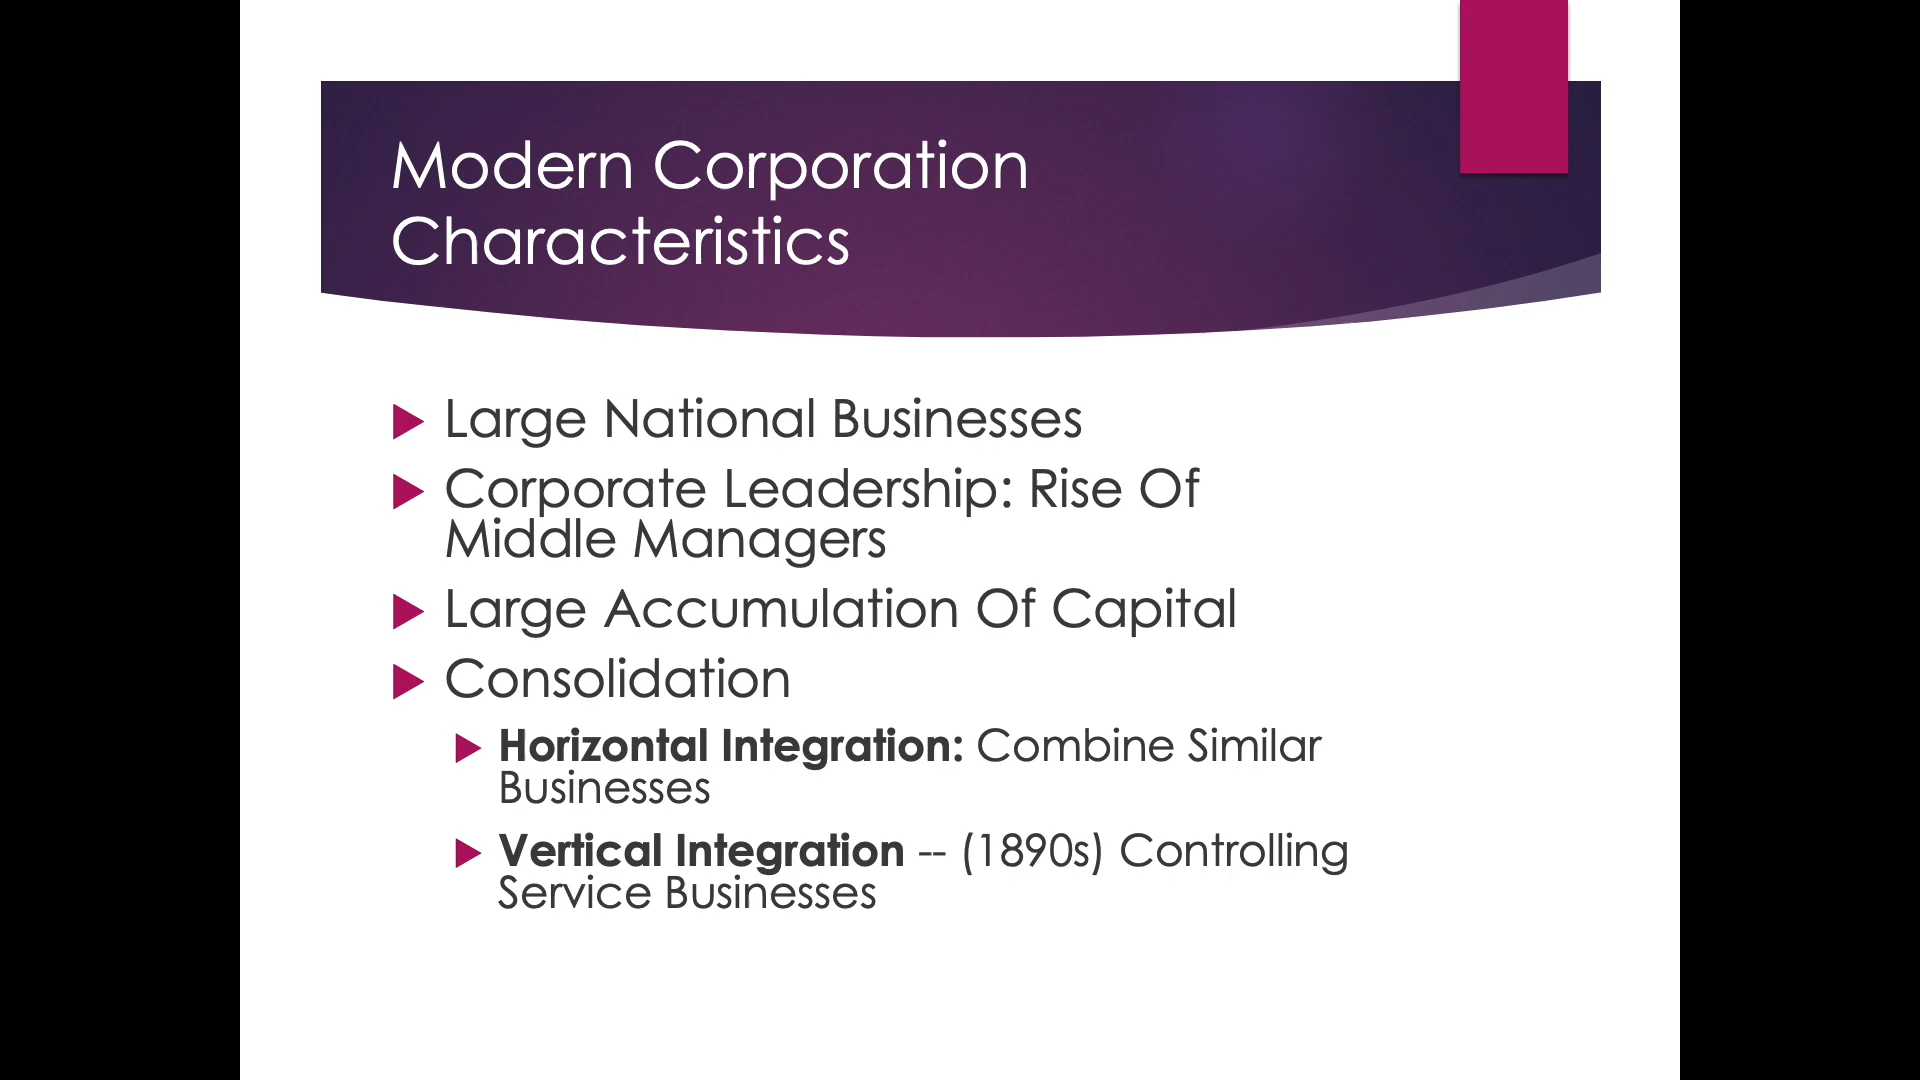 Modern Corporation
Characteristics
Large National Businesses
Corporate Leadership: Rise Of
Middle Managers
Large Accumulation Of Capital
Consolidation
Horizontal Integration: Combine Similar
Businesses
Vertical Integration -- (1890s) Controlling
Service Businesses